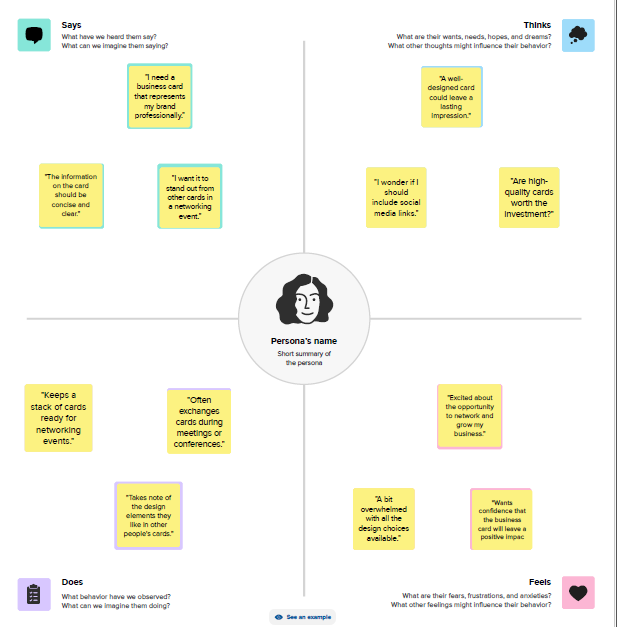 Says
What have we heard them say?
What can we imagine them saying?
Thinks
What are their wants, needs, hopes, and dreams?
What other thoughts might influence their behavior?
"I need a
business card
that represents
my brand
professionally."
"A well-
designed card
could leave a
lasting
impression."
"The information
on the card
should be
concise and
clear."
"I want it to
stand out from
other cards in
a networking
event."
"I wonder if I
should
include social
media links."
"Are high-
quality cards
worth the
investment?"
Persona's name
Short summary of
the persona
"Keeps a
stack of cards
ready for
networking
events."
"Often
exchanges
cards during
meetings or
conferences."
"Excited about
the opportunity
to network and
grow my
business."
"Takes note of
the design
elements they
like in other
people's cards."
"A bit
overwhelmed
with all the
design choices
available."
"Wants
confidence that
the business
card will leave a
positive impac
Does
What behavior have we observed?
What can we imagine them doing?
Feels
What are their fears, frustrations, and anxieties?
What other feelings might influence their behavior?
See an example